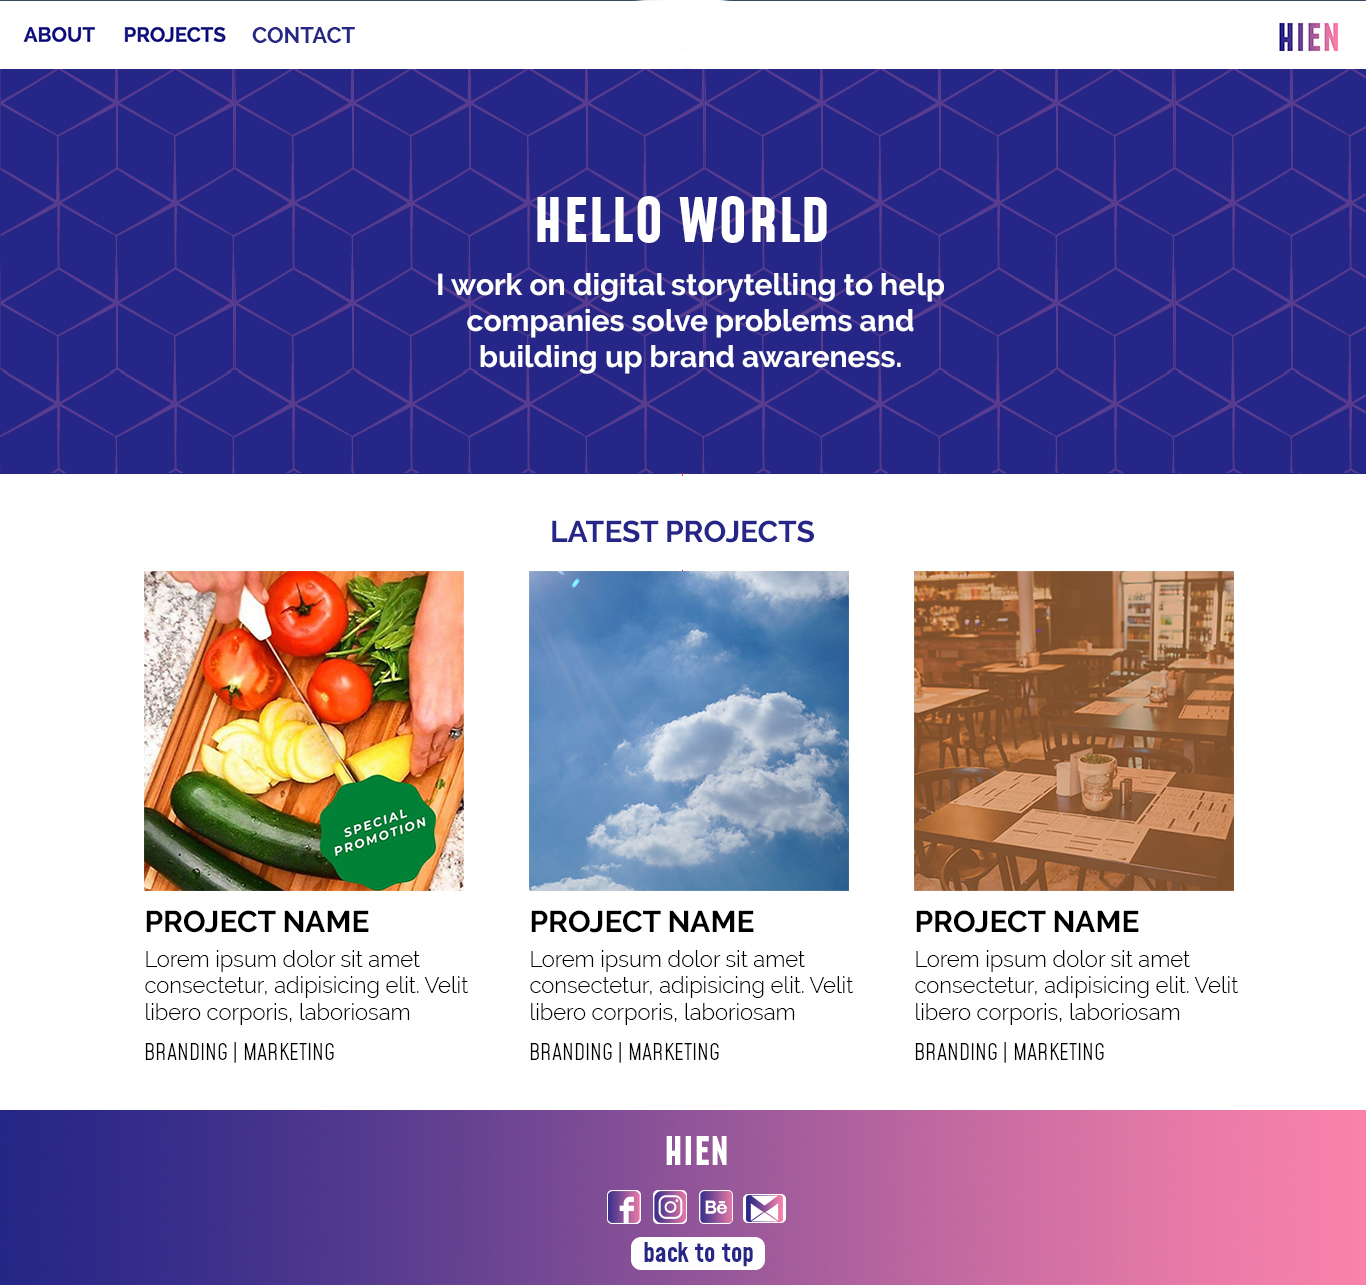 ABOUT PROJECTS CONTACT HIEN
HELLO WORLD
I work on digital storytelling to help
companies solve problems and
building up brand awareness.
LATEST PROJECTS
SPECIAL
PROMOTION
PROJECT NAME
Lorem ipsum dolor sit amet
consectetur, adipisicing elit. Velit
libero corporis, laboriosam
BRANDING | MARKETING
PROJECT NAME
Lorem ipsum dolor sit amet
consectetur, adipisicing elit. Velit
libero corporis, laboriosam
BRANDING | MARKETING
PROJECT NAME
Lorem ipsum dolor sit amet
consectetur, adipisicing elit. Velit
libero corporis, laboriosam
BRANDING | MARKETING
HIEN
f Bē
back to top